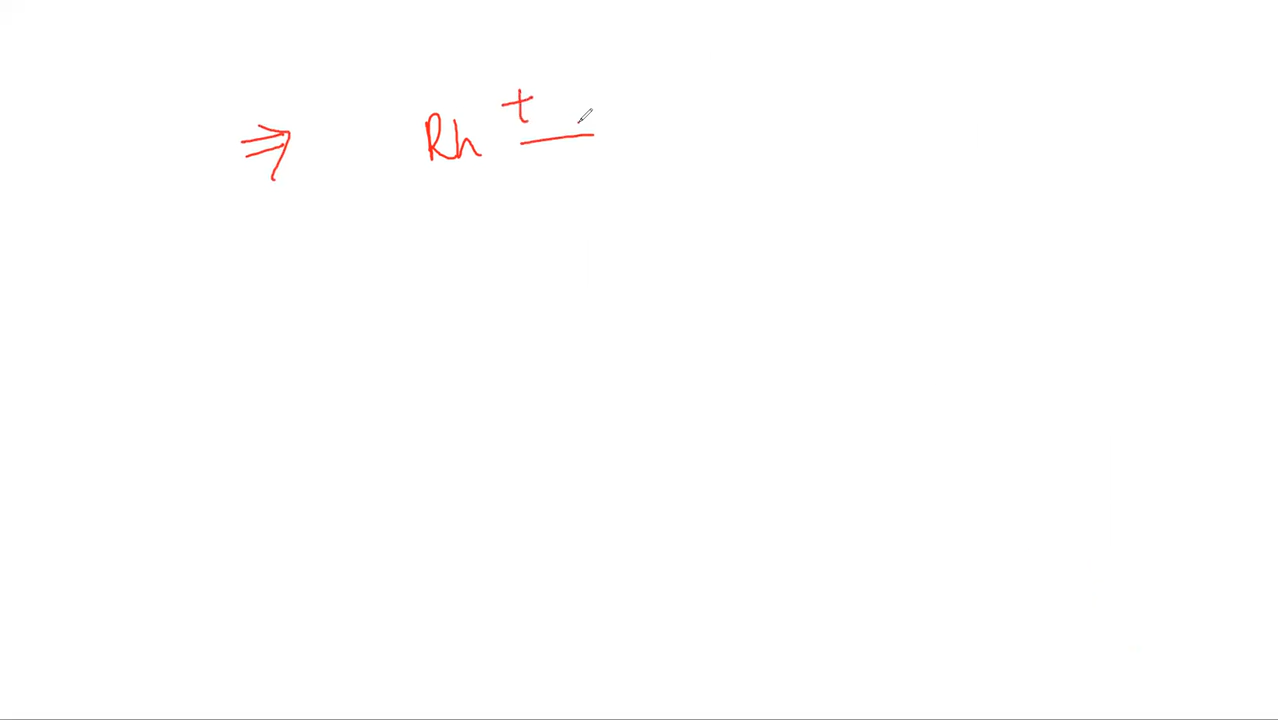 ⇒ Rh⁺ —